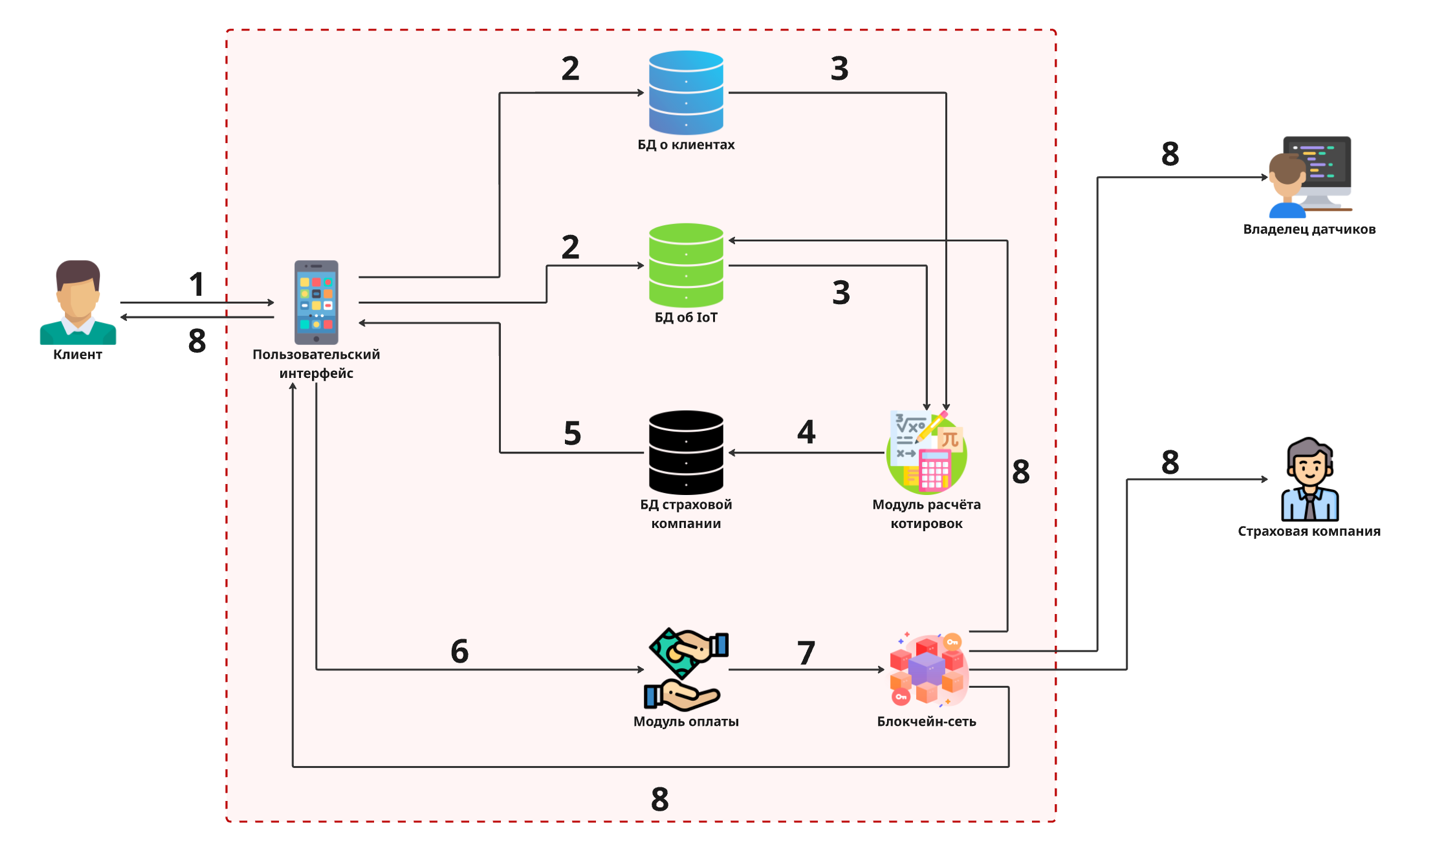 2
3
БД о клиентах
8
Владелец датчиков
2
3
БД об IoT
1
8
Клиент
Пользовательский
интерфейс
5
4
8
8
БД страховой
компании
Модуль расчёта
котировок
Страховая компания
6
7
Модуль оплаты
Блокчейн-сеть
8